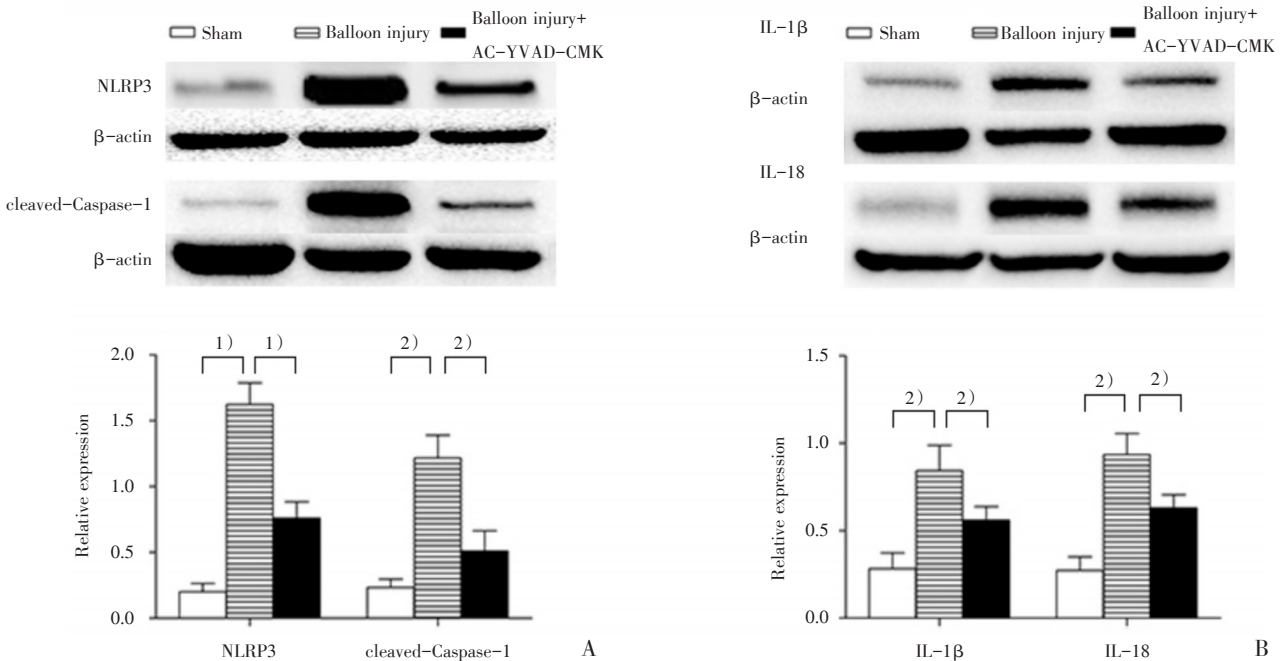 Sham
Balloon injury
Balloon injury+
AC-YVAD-CMK
NLRP3
β-actin
cleaved-Caspase-1
β-actin
2.0
1.5
1.0
0.5
0.0
Relative expression
1) 1)
2) 2)
NLRP3
cleaved-Caspase-1
A
IL-1β
Sham
Balloon injury
Balloon injury+
AC-YVAD-CMK
β-actin
IL-18
β-actin
1.5
1.0
0.5
0.0
Relative expression
2) 2)
2) 2)
IL-1β
IL-18
B